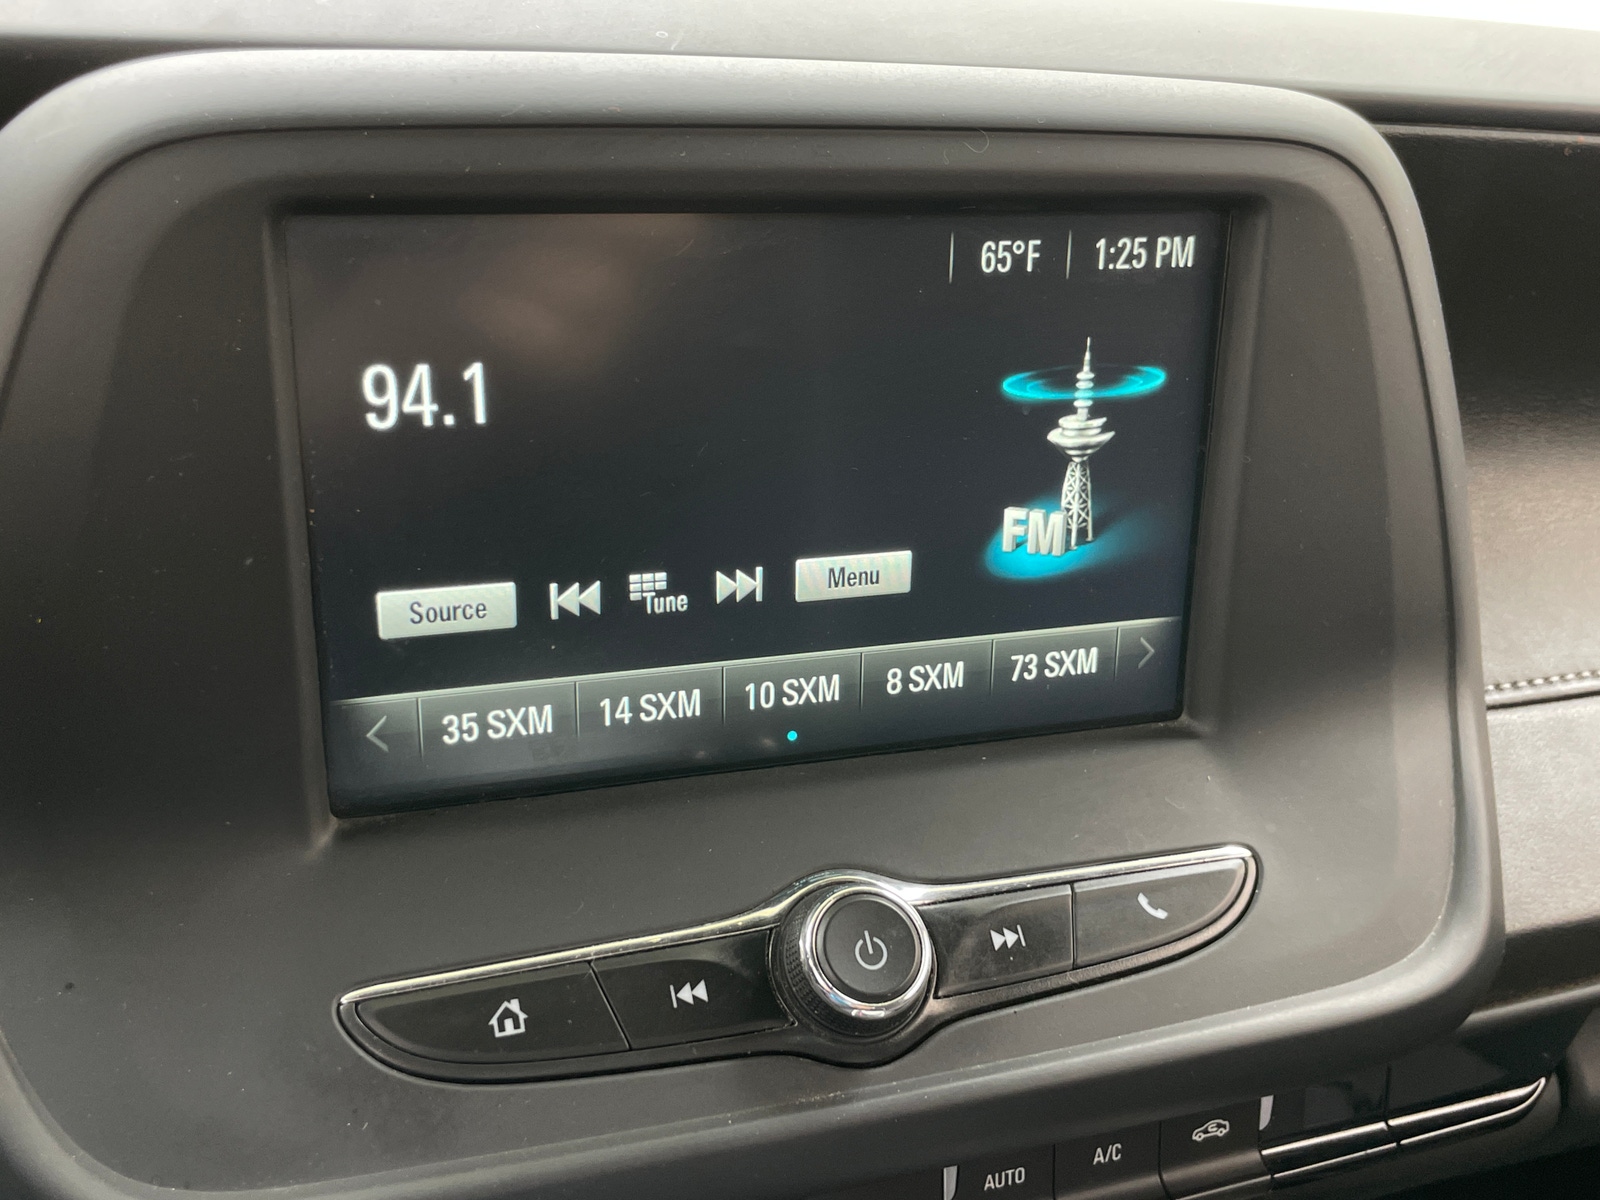 65°F 1:25 PM
94.1
FM
Source Tune Menu
35 SXM 14 SXM 10 SXM 8 SXM 73 SXM
AUTO A/C